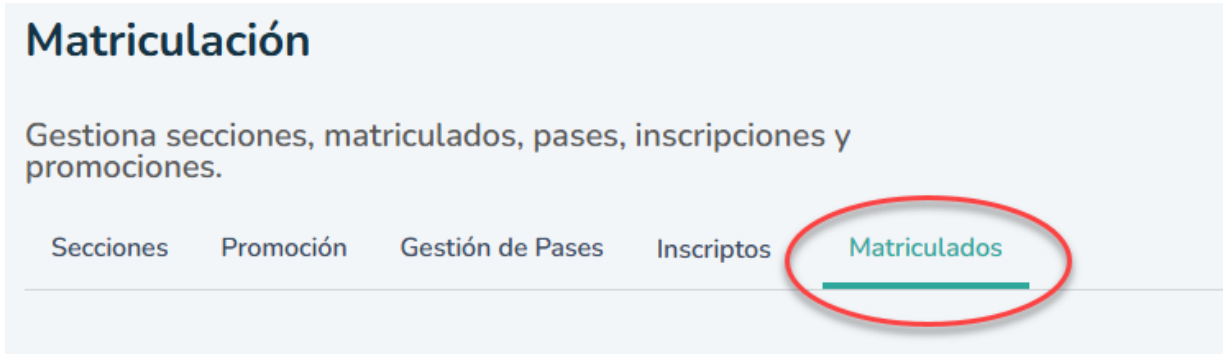 Matriculación
Gestiona secciones, matriculados, pases, inscripciones y
promociones.
Secciones Promoción Gestión de Pases Inscriptos Matriculados